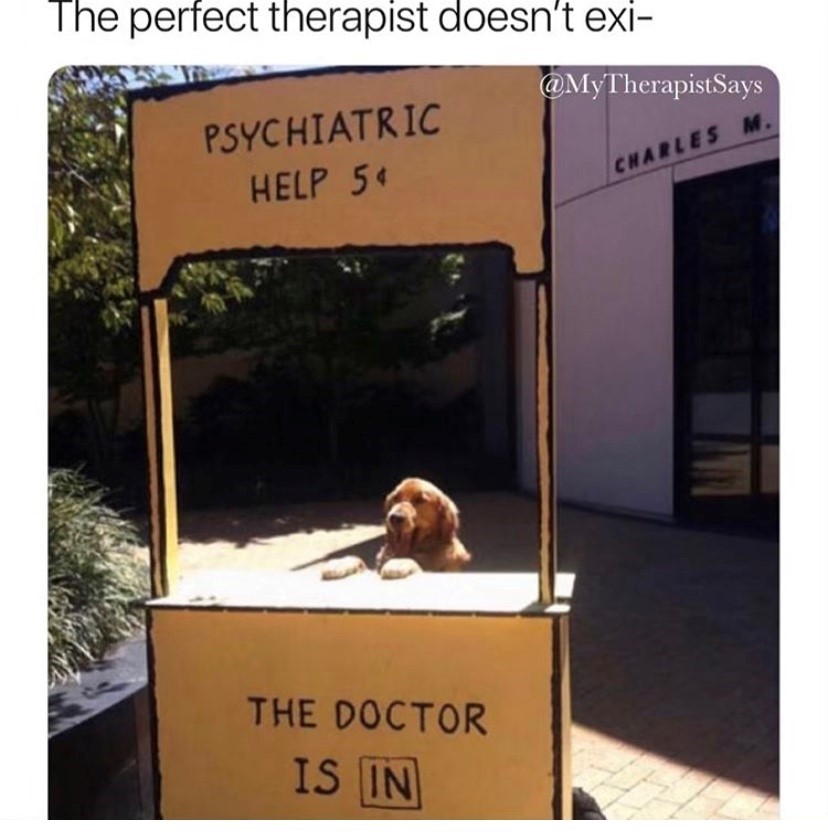 The perfect therapist doesn't exi-
@MyTherapistSays
PSYCHIATRIC
HELP 5¢
CHARLES M.
THE DOCTOR
IS IN